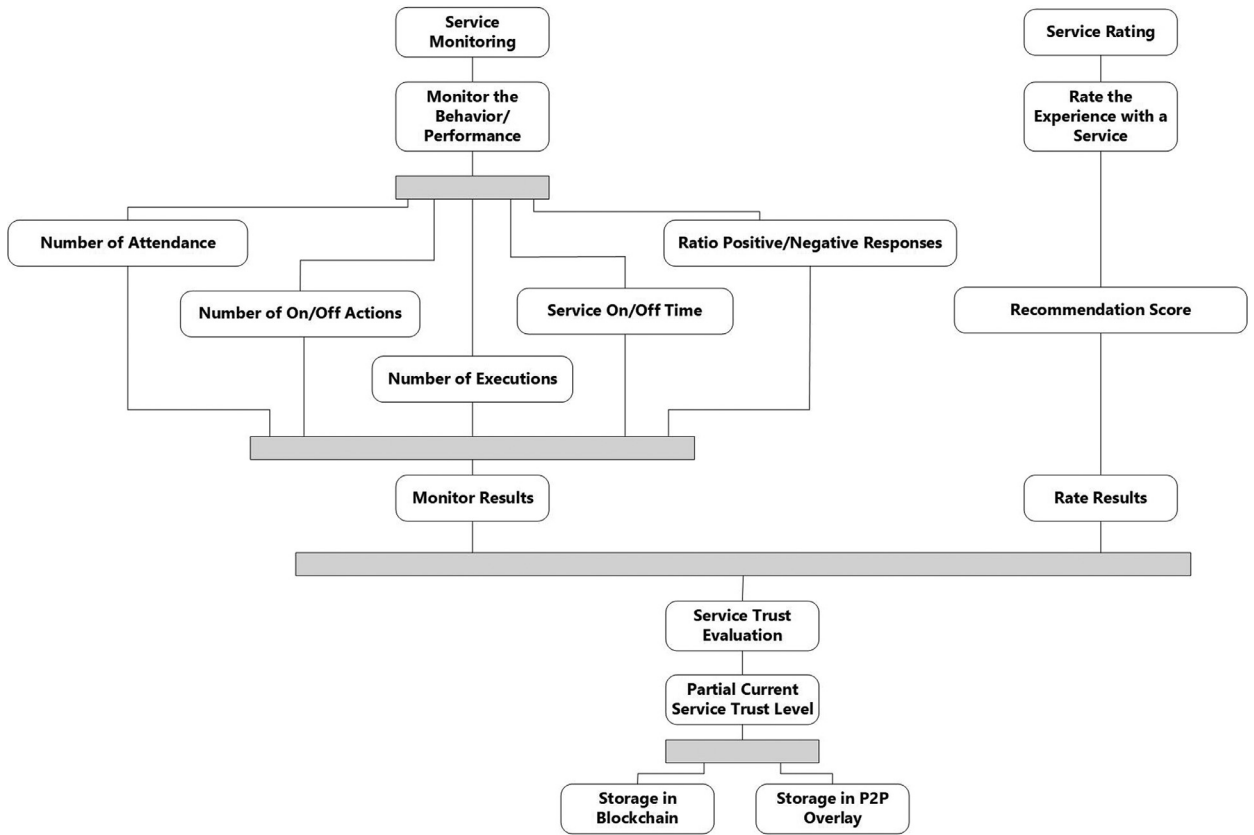 Service
Monitoring
Service Rating
Monitor the
Behavior/
Performance
Rate the
Experience with a
Service
Number of Attendance
Ratio Positive/Negative Responses
Number of On/Off Actions
Service On/Off Time
Recommendation Score
Number of Executions
Monitor Results
Rate Results
Service Trust
Evaluation
Partial Current
Service Trust Level
Storage in
Blockchain
Storage in P2P
Overlay